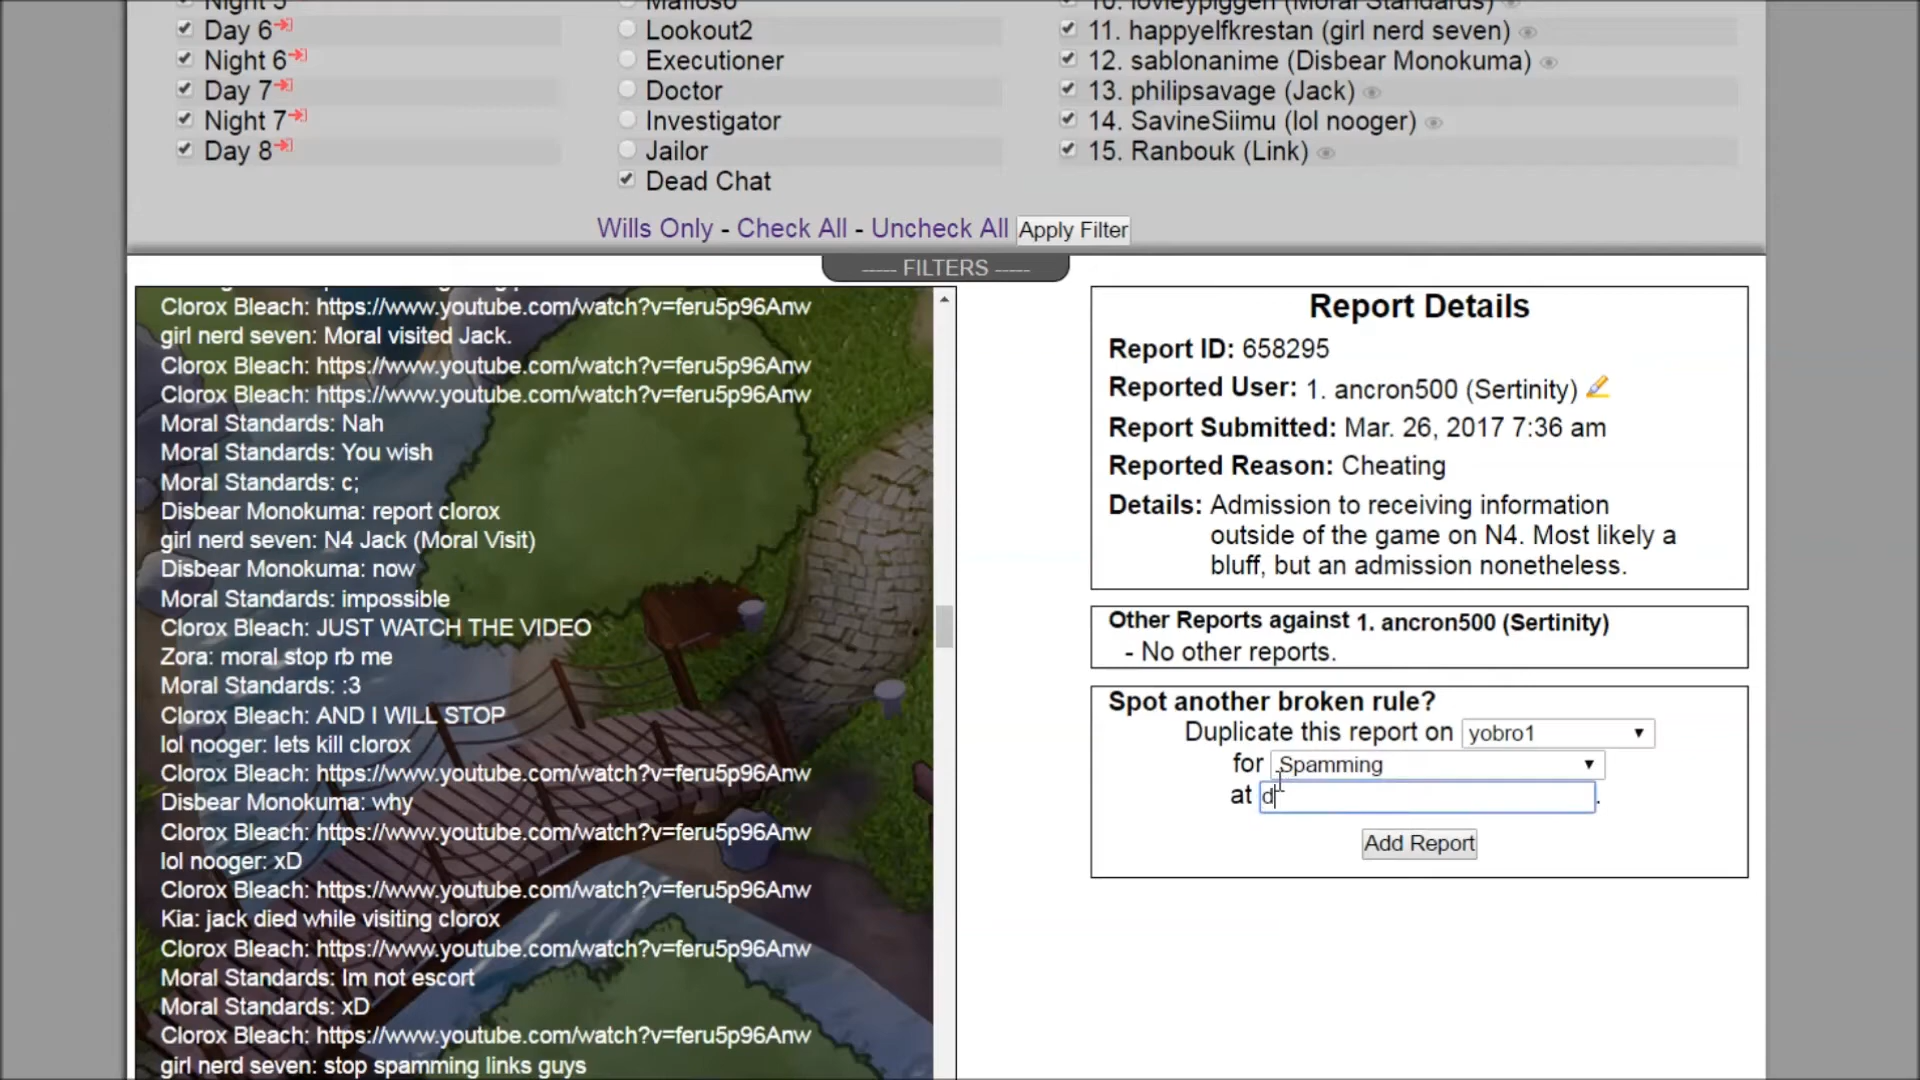 Day 6
Night 6
Day 7
Night 7
Day 8
Lookout2
Executioner
Doctor
Investigator
Jailor
Dead Chat
11. happyelfkrestan (girl nerd seven)
12. sablonanime (Disbear Monokuma)
13. philipsavage (Jack)
14. SavineSiimu (lol nooger)
15. Ranbouk (Link)
Wills Only - Check All - Uncheck All Apply Filter
----- FILTERS -----
Clorox Bleach: https://www.youtube.com/watch?v=feru5p96Anw
girl nerd seven: Moral visited Jack.
Clorox Bleach: https://www.youtube.com/watch?v=feru5p96Anw
Clorox Bleach: https://www.youtube.com/watch?v=feru5p96Anw
Moral Standards: Nah
Moral Standards: You wish
Moral Standards: c;
Disbear Monokuma: report clorox
girl nerd seven: N4 Jack (Moral Visit)
Disbear Monokuma: now
Moral Standards: impossible
Clorox Bleach: JUST WATCH THE VIDEO
Zora: moral stop rb me
Moral Standards: :3
Clorox Bleach: AND I WILL STOP
lol nooger: lets kill clorox
Clorox Bleach: https://www.youtube.com/watch?v=feru5p96Anw
Disbear Monokuma: why
Clorox Bleach: https://www.youtube.com/watch?v=feru5p96Anw
lol nooger: xD
Clorox Bleach: https://www.youtube.com/watch?v=feru5p96Anw
Kia: jack died while visiting clorox
Clorox Bleach: https://www.youtube.com/watch?v=feru5p96Anw
Moral Standards: Im not escort
Moral Standards: xD
Clorox Bleach: https://www.youtube.com/watch?v=feru5p96Anw
girl nerd seven: stop spamming links guys
Report Details
Report ID: 658295
Reported User: 1. ancron500 (Sertinity)
Report Submitted: Mar. 26, 2017 7:36 am
Reported Reason: Cheating
Details: Admission to receiving information
outside of the game on N4. Most likely a
bluff, but an admission nonetheless.
Other Reports against 1. ancron500 (Sertinity)
- No other reports.
Spot another broken rule?
Duplicate this report on yobro1
for Spamming
at d.
Add Report